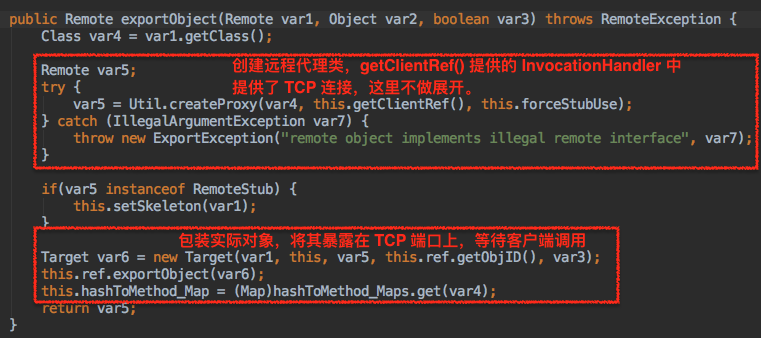 public Remote exportObject(Remote var1, Object var2, boolean var3) throws RemoteException {
Class var4 = var1.getClass();
Remote var5;
创建远程代理类，getClientRef() 提供的 InvocationHandler 中
try {
提供了 TCP 连接，这里不做展开。
var5 = Util.createProxy(var4, this.getClientRef(), this.forceStubUse);
} catch (IllegalArgumentException var7) {
throw new ExportException("remote object implements illegal remote interface", var7);
}
if(var5 instanceof RemoteStub) {
this.setSkeleton(var1);
}
包装实际对象，将其暴露在 TCP 端口上，等待客户端调用
Target var6 = new Target(var1, this, var5, this.ref.getObjID(), var3);
this.ref.exportObject(var6);
this.hashToMethod_Map = (Map)hashToMethod_Maps.get(var4);
return var5;
}